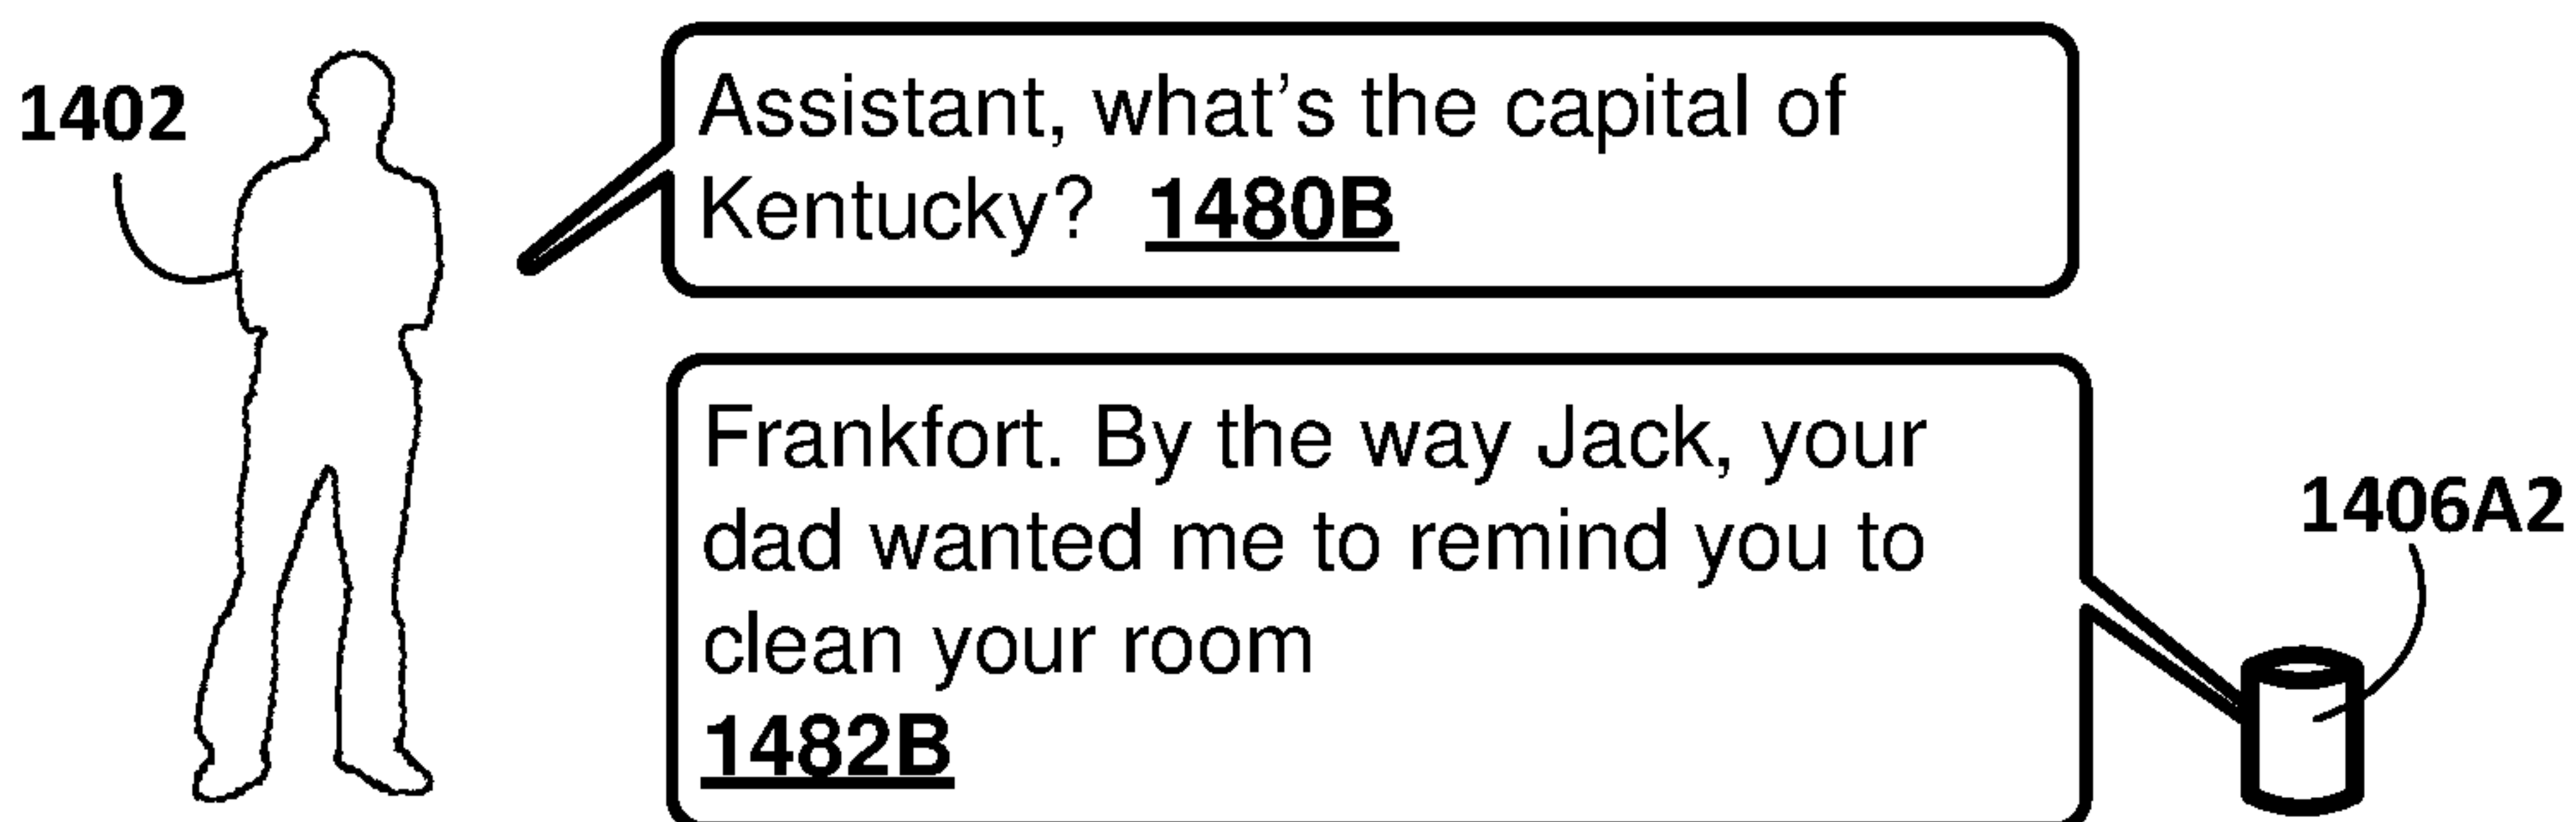 1402
Assistant, what's the capital of
Kentucky? 1480B
Frankfort. By the way Jack, your
dad wanted me to remind you to
clean your room
1482B
1406A2